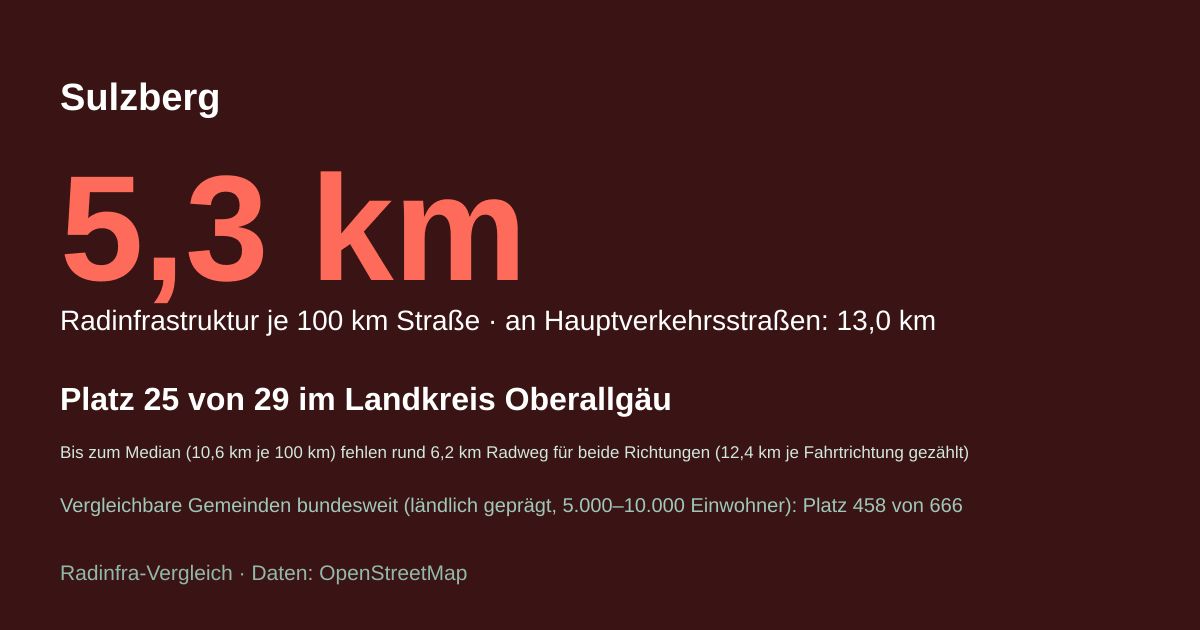 Sulzberg
5,3 km
Radinfrastruktur je 100 km Straße · an Hauptverkehrsstraßen: 13,0 km
Platz 25 von 29 im Landkreis Oberallgäu
Bis zum Median (10,6 km je 100 km) fehlen rund 6,2 km Radweg für beide Richtungen (12,4 km je Fahrtrichtung gezählt)
Vergleichbare Gemeinden bundesweit (ländlich geprägt, 5.000–10.000 Einwohner): Platz 458 von 666
Radinfra-Vergleich · Daten: OpenStreetMap